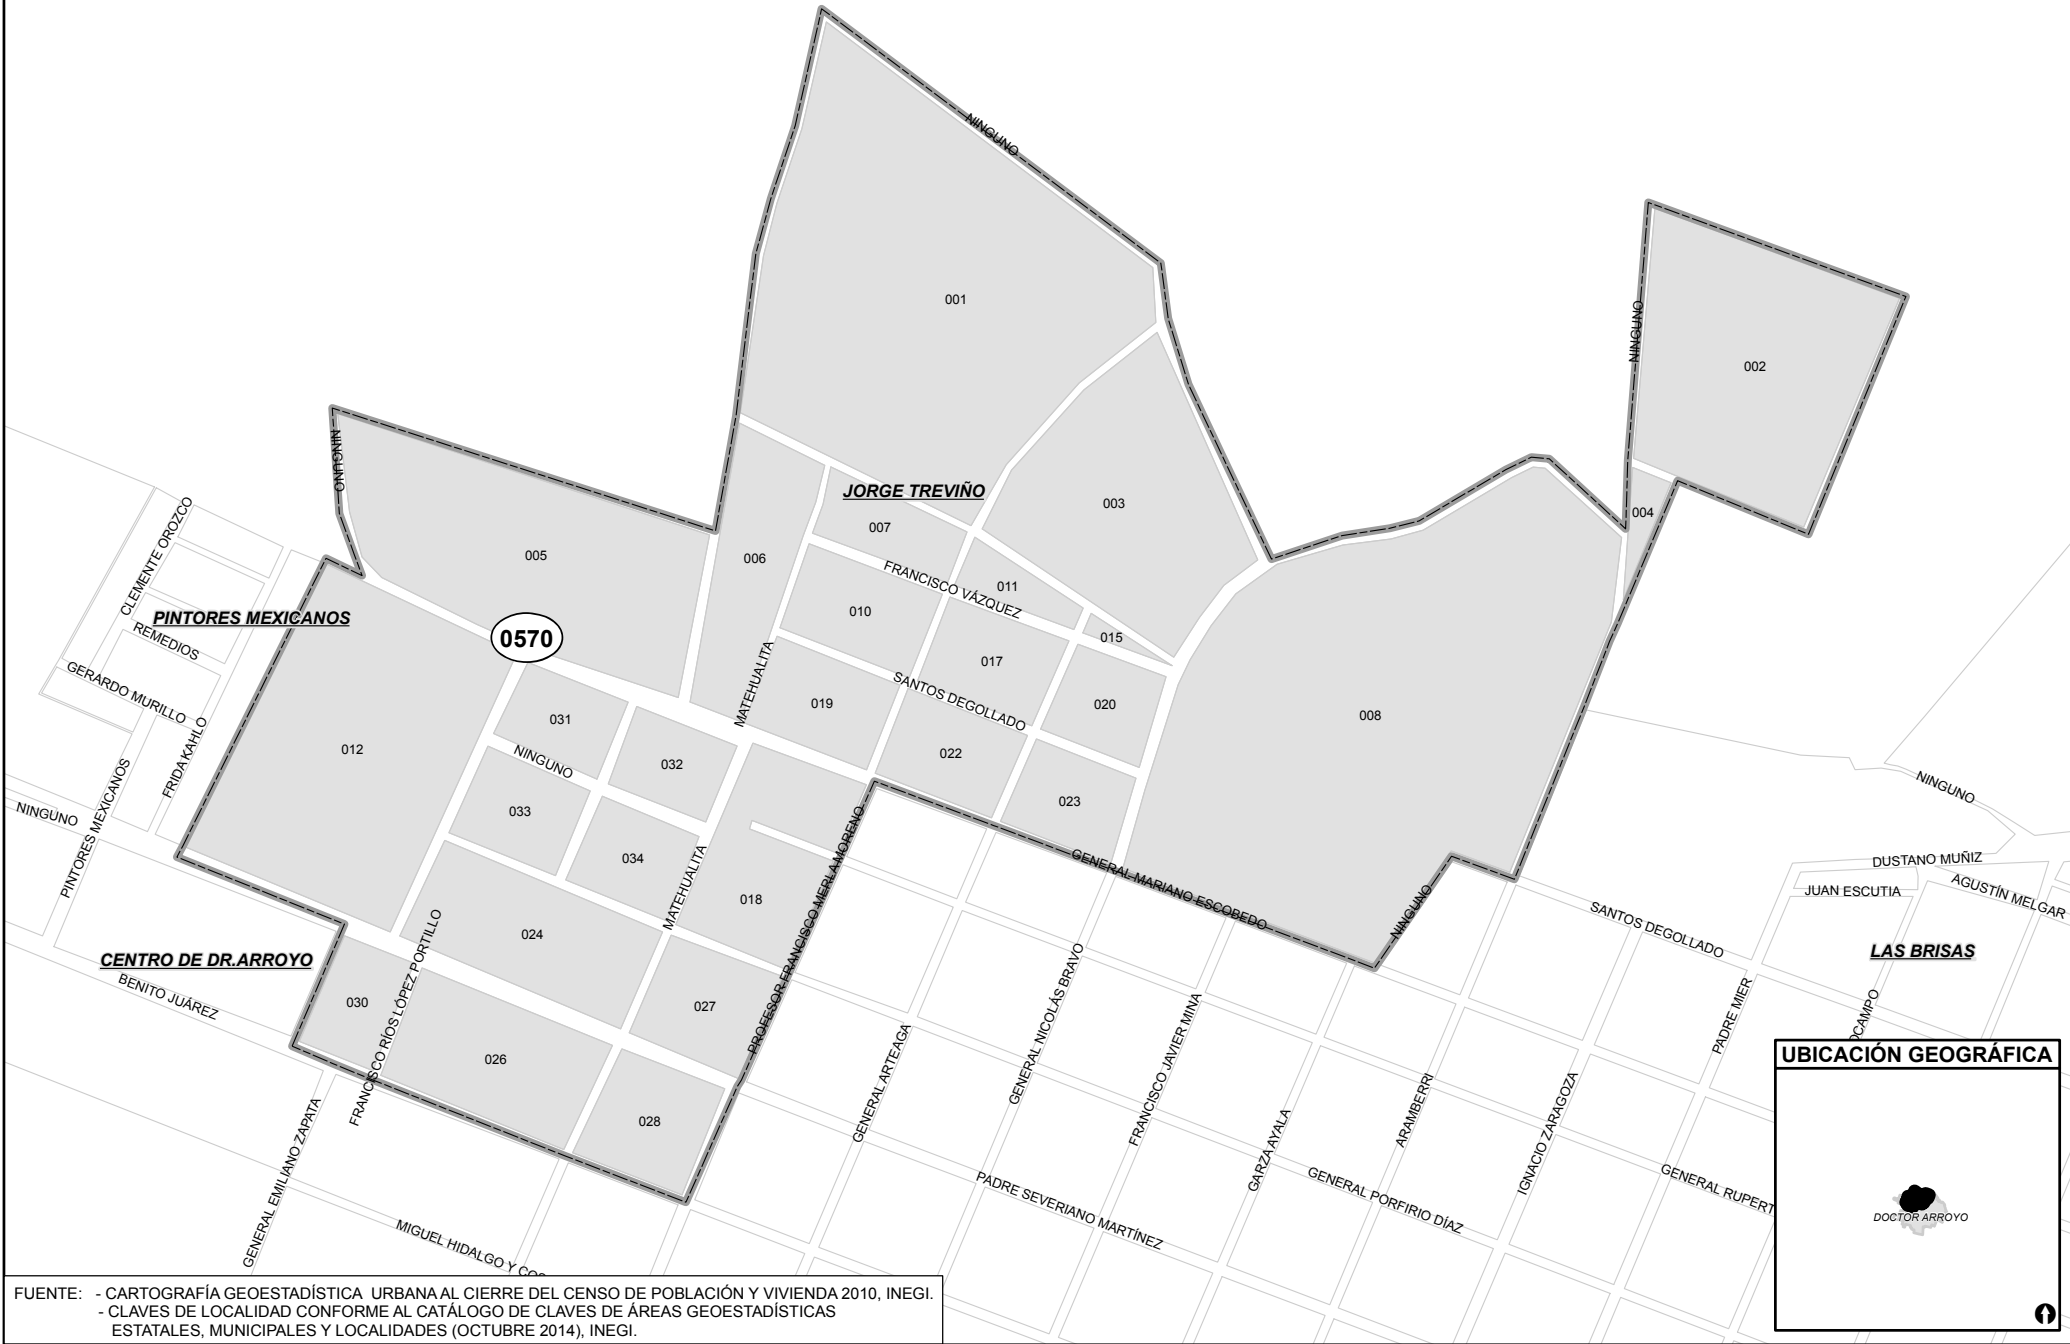 NINGUNO
001
NINGUNO
002
NINGUNO
JORGE TREVIÑO
003
004
007
005
006
FRANCISCO VÁZQUEZ
011
010
015
CLEMENTE OROZCO
PINTORES MEXICANOS
REMEDIOS
GERARDO MURILLO
FRIDA KAHLO
PINTORES MEXICANOS
NINGUNO
0570
017
MATEHUALITA
SANTOS DEGOLLADO
019
020
008
012
031
NINGUNO
032
022
023
033
034
MATEHUALITA
018
PROFESOR FRANCISCO MERLA MORENO
GENERAL MARIANO ESCOBEDO
NINGUNO
NINGUNO
DUSTANO MUÑIZ
JUAN ESCUTIA
AGUSTÍN MELGAR
SANTOS DEGOLLADO
LAS BRISAS
024
CENTRO DE DR.ARROYO
BENITO JUÁREZ
030
FRANCISCO RÍOS LÓPEZ PORTILLO
027
026
028
GENERAL EMILIANO ZAPATA
GENERAL ARTEAGA
GENERAL NICOLÁS BRAVO
FRANCISCO JAVIER MINA
GARZA AYALA
ARAMBERRI
IGNACIO ZARAGOZA
PADRE MIER
OCAMPO
PADRE SEVERIANO MARTÍNEZ
GENERAL PORFIRIO DÍAZ
GENERAL RUPERT
MIGUEL HIDALGO Y COS
UBICACIÓN GEOGRÁFICA
DOCTOR ARROYO
FUENTE: - CARTOGRAFÍA GEOESTADÍSTICA URBANA AL CIERRE DEL CENSO DE POBLACIÓN Y VIVIENDA 2010, INEGI.
- CLAVES DE LOCALIDAD CONFORME AL CATÁLOGO DE CLAVES DE ÁREAS GEOESTADÍSTICAS
ESTATALES, MUNICIPALES Y LOCALIDADES (OCTUBRE 2014), INEGI.